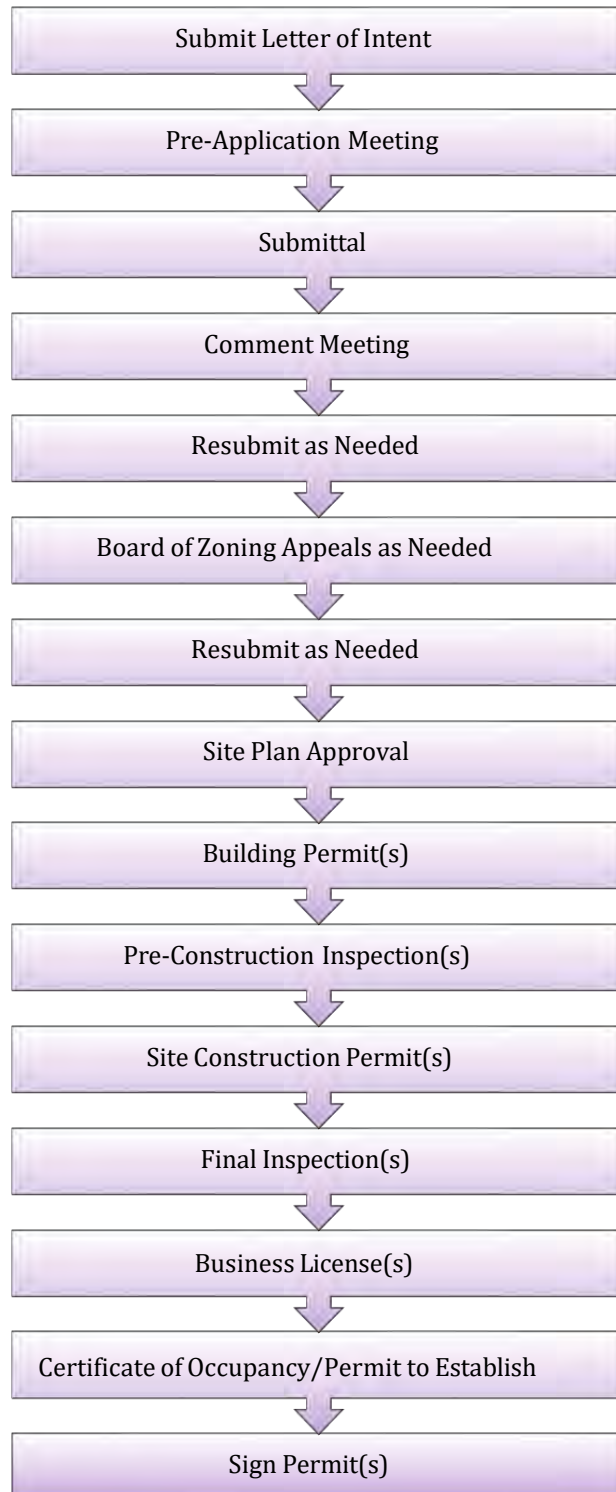 Submit Letter of Intent
Pre-Application Meeting
Submittal
Comment Meeting
Resubmit as Needed
Board of Zoning Appeals as Needed
Resubmit as Needed
Site Plan Approval
Building Permit(s)
Pre-Construction Inspection(s)
Site Construction Permit(s)
Final Inspection(s)
Business License(s)
Certificate of Occupancy/Permit to Establish
Sign Permit(s)